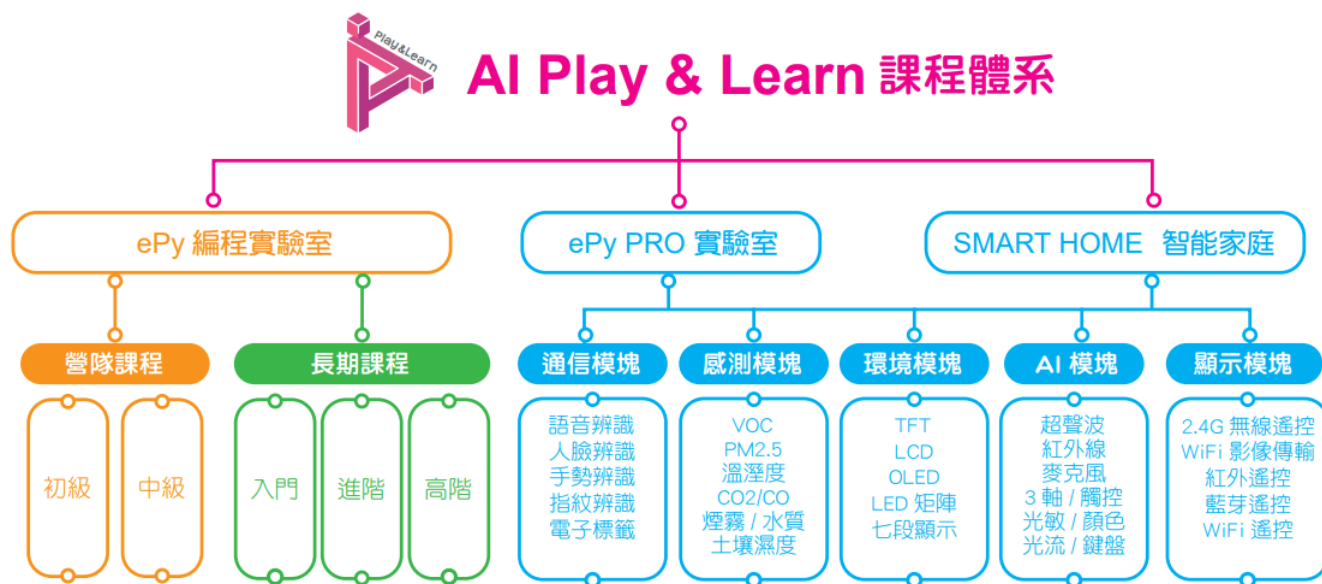 Play&Learn
AI Play & Learn 課程體系
ePy 編程實驗室
ePy PRO 實驗室
SMART HOME 智能家庭
營隊課程
長期課程
通信模塊
感測模塊
環境模塊
AI 模塊
顯示模塊
初級
中級
入門
進階
高階
語音辨識
人臉辨識
手勢辨識
指紋辨識
電子標籤
VOC
PM2.5
溫溼度
CO2/CO
煙霧 / 水質
土壤濕度
TFT
LCD
OLED
LED 矩陣
七段顯示
超聲波
紅外線
麥克風
3 軸 / 觸控
光敏 / 顏色
光流 / 鍵盤
2.4G 無線遙控
WiFi 影像傳輸
紅外遙控
藍芽遙控
WiFi 遙控